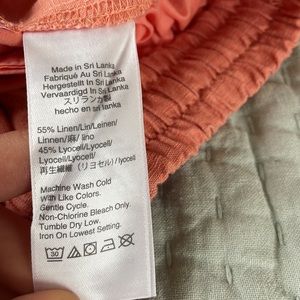 Made in Sri Lanka
Fabriqué Au Sri Lanka
Hergestellt In Sri Lanka
Vervaardigd In Sri Lanka
スリランカ製
hecho en sri lanka
55% Linen/Lin/Leinen/
Linnen/麻/ lino
45% Lyocell/Lyocell/
Lyocell/Lyocell/
再生繊維 (リヨセル) / lyocell
Machine Wash Cold
With Like Colors.
Gentle Cycle.
Non-Chlorine Bleach Only.
Tumble Dry Low.
Iron On Lowest Setting.
30